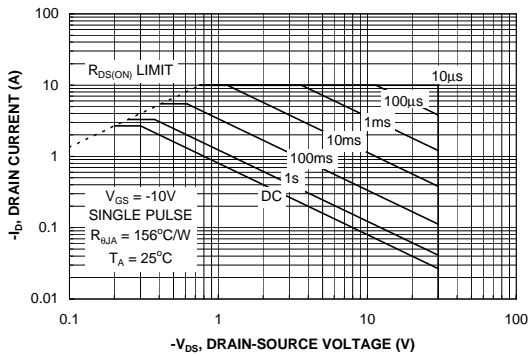 100
10
1
0.1
0.01
0.1
1
10
100
-I_D, DRAIN CURRENT (A)
-V_DS, DRAIN-SOURCE VOLTAGE (V)
R_DS(ON) LIMIT
10μs
100μs
1ms
10ms
100ms
1s
DC
V_GS = -10V
SINGLE PULSE
R_θJA = 156°C/W
T_A = 25°C